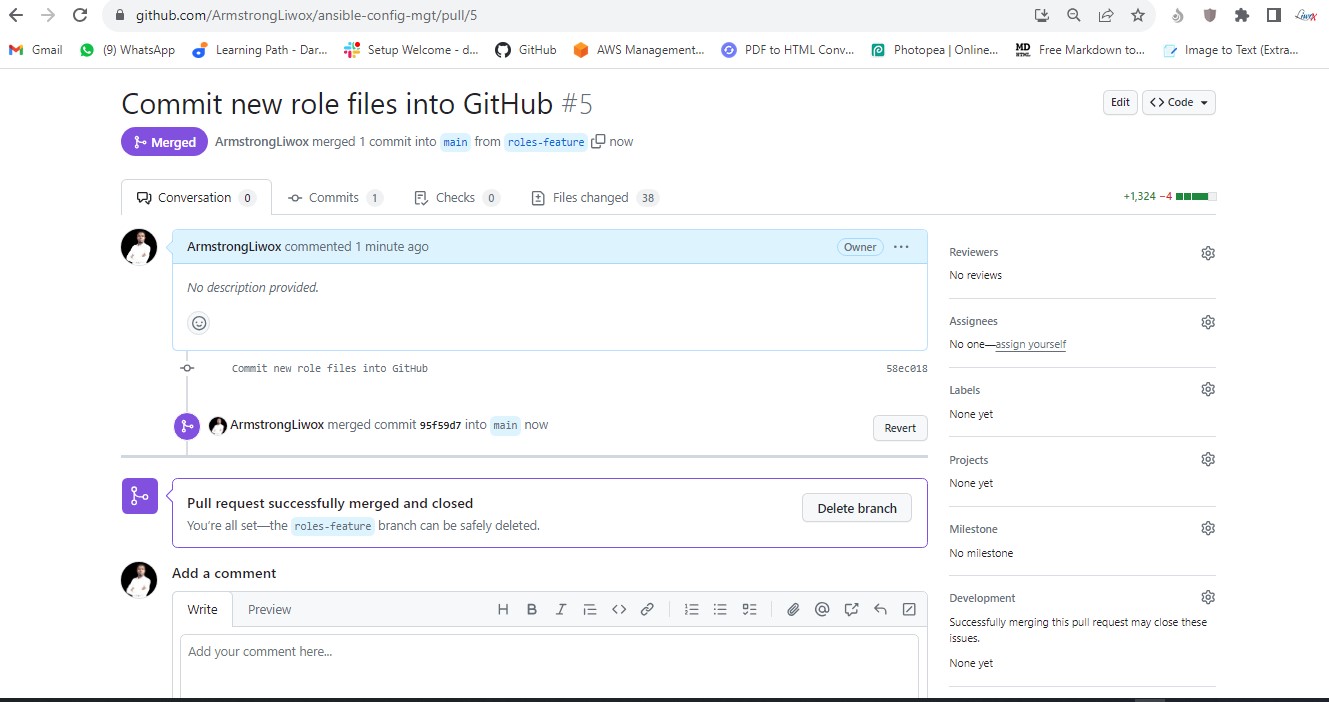 github.com/ArmstrongLiwox/ansible-config-mgt/pull/5
Gmail (9) WhatsApp Learning Path - Dar... Setup Welcome - d... GitHub AWS Management... PDF to HTML Conv... Photopea | Online... MD HTML Free Markdown to... Image to Text (Extra...
Commit new role files into GitHub #5
Edit <> Code
Merged ArmstrongLiwox merged 1 commit into main from roles-feature now
Conversation 0 Commits 1 Checks 0 Files changed 38
+1,324 −4
ArmstrongLiwox commented 1 minute ago Owner ...
No description provided.
Commit new role files into GitHub 58ec018
ArmstrongLiwox merged commit 95f59d7 into main now Revert
Pull request successfully merged and closed
You're all set—the roles-feature branch can be safely deleted.
Delete branch
Add a comment
Write Preview
Add your comment here...
Reviewers
No reviews
Assignees
No one—assign yourself
Labels
None yet
Projects
None yet
Milestone
No milestone
Development
Successfully merging this pull request may close these
issues.
None yet